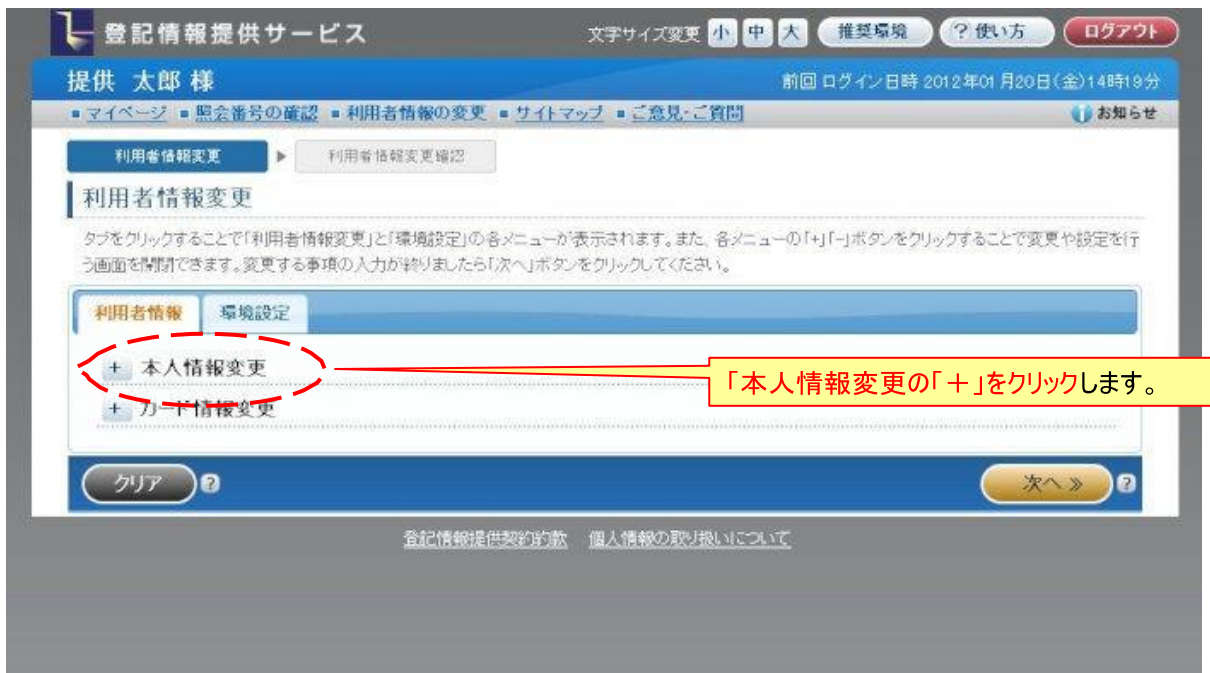 登記情報提供サービス
文字サイズ変更 小 中 大 推奨環境 ? 使い方 ログアウト
提供 太郎 様
前回 ログイン日時 2012年01月20日(金)14時19分
マイページ 照会番号の確認 利用者情報の変更 サイトマップ ご意見・ご質問
お知らせ
利用者情報変更 利用者情報変更確認
利用者情報変更
タブをクリックすることで「利用者情報変更」と「環境設定」の各メニューが表示されます。また、各メニューの「+」「-」ボタンをクリックすることで変更や設定を行
う画面を開閉できます。変更する事項の入力が終りましたら「次へ」ボタンをクリックしてください。
利用者情報 環境設定
+ 本人情報変更
「本人情報変更の「+」をクリックします。
+ カード情報変更
クリア ?
次へ » ?
登記情報提供契約約款 個人情報の取り扱いについて